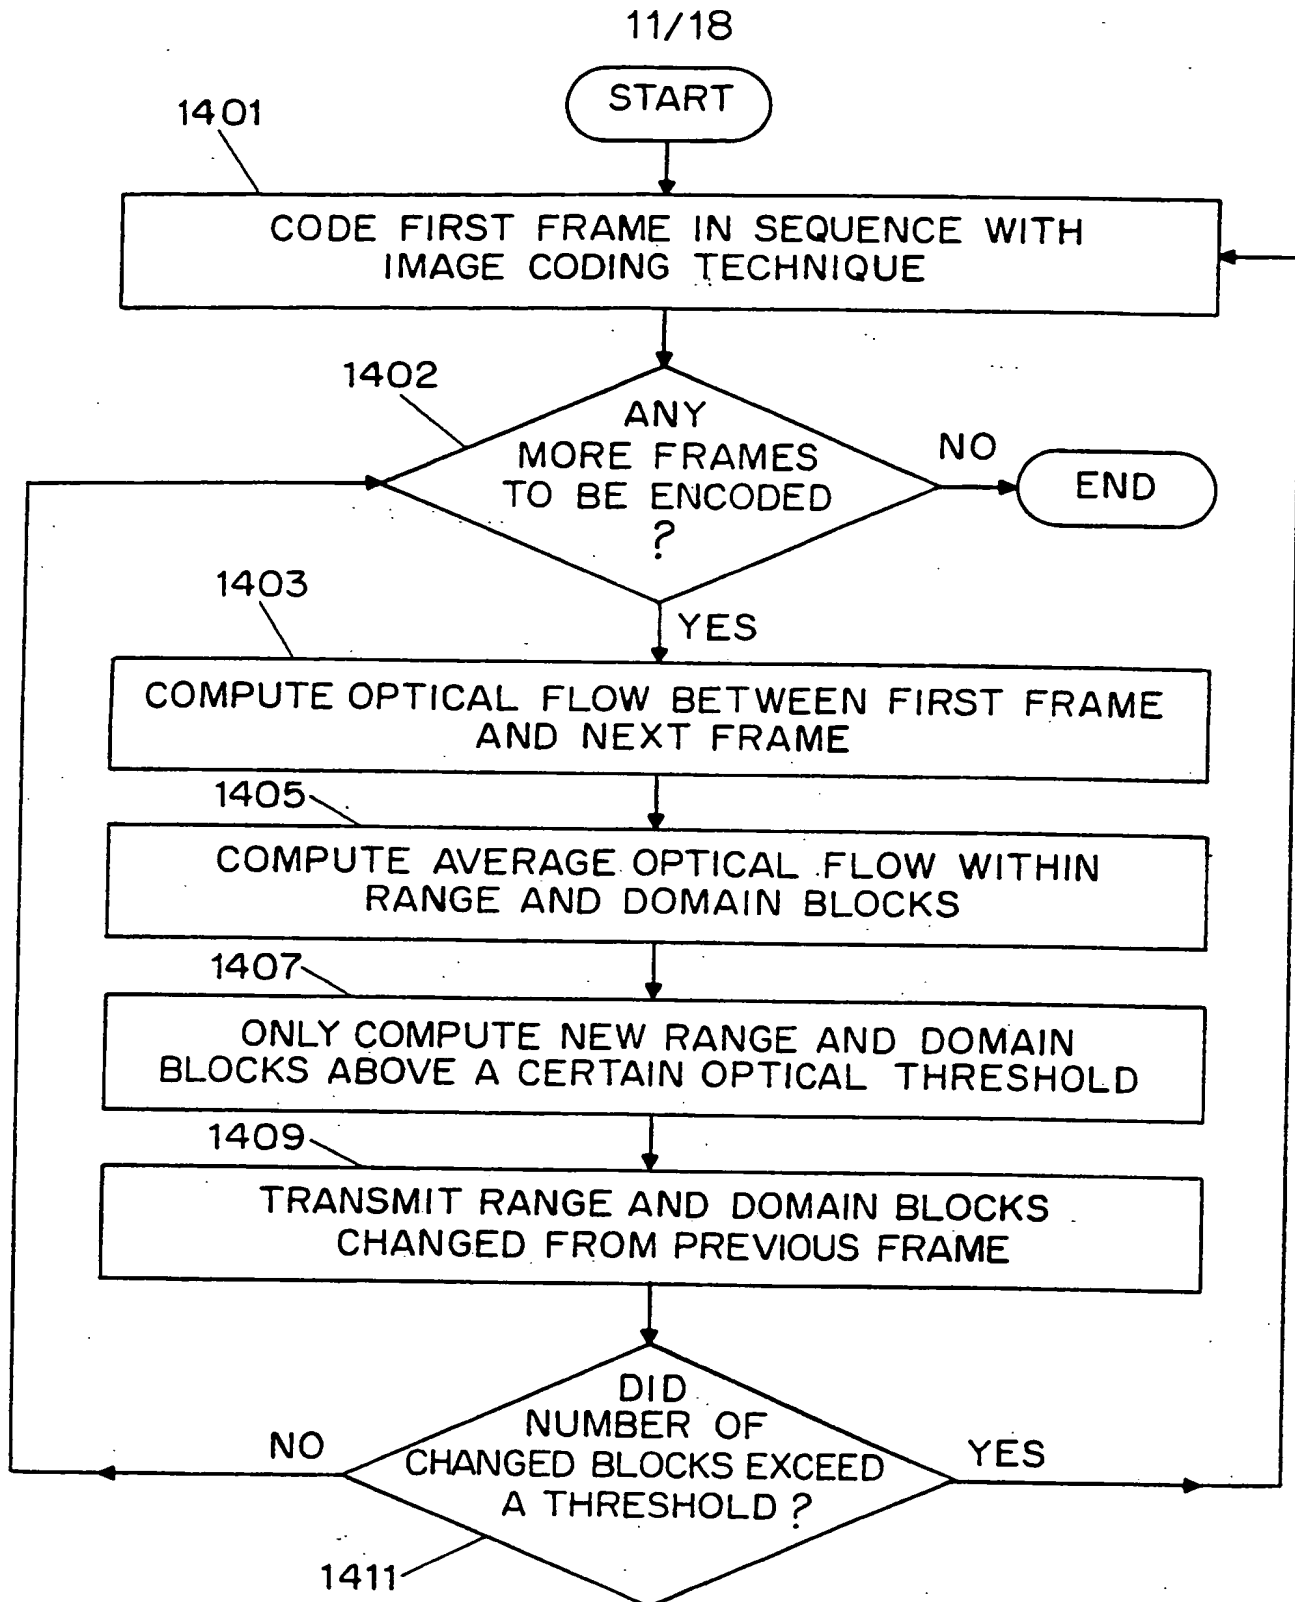 11/18
START
1401
CODE FIRST FRAME IN SEQUENCE WITH
IMAGE CODING TECHNIQUE
1402
ANY
MORE FRAMES
TO BE ENCODED
?
NO
END
1403
YES
COMPUTE OPTICAL FLOW BETWEEN FIRST FRAME
AND NEXT FRAME
1405
COMPUTE AVERAGE OPTICAL FLOW WITHIN
RANGE AND DOMAIN BLOCKS
1407
ONLY COMPUTE NEW RANGE AND DOMAIN
BLOCKS ABOVE A CERTAIN OPTICAL THRESHOLD
1409
TRANSMIT RANGE AND DOMAIN BLOCKS
CHANGED FROM PREVIOUS FRAME
DID
NUMBER OF
CHANGED BLOCKS EXCEED
A THRESHOLD?
NO
YES
1411